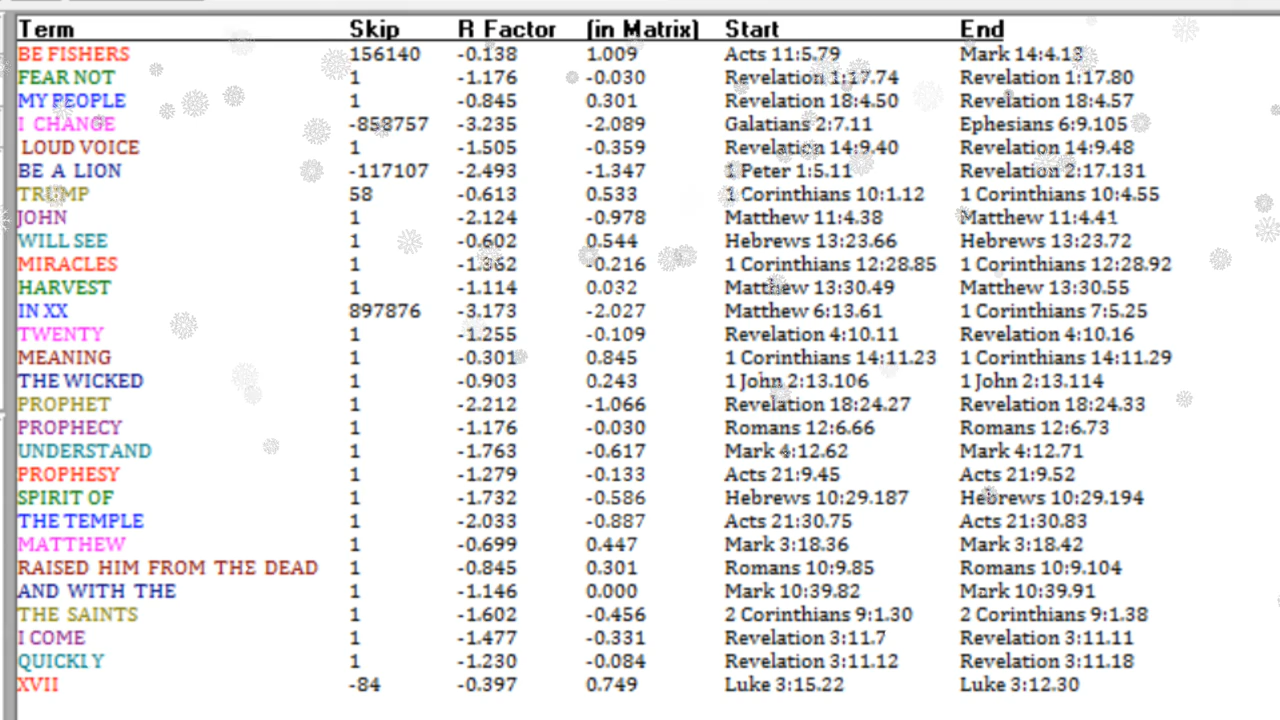 Term Skip R Factor (in Matrix) Start End
BE FISHERS 156140 -0.138 1.009 Acts 11:5.79 Mark 14:4.13
FEAR NOT 1 -1.176 -0.030 Revelation 1:17.74 Revelation 1:17.80
MY PEOPLE 1 -0.845 0.301 Revelation 18:4.50 Revelation 18:4.57
I CHANGE -858757 -3.235 -2.089 Galatians 2:7.11 Ephesians 6:9.105
LOUD VOICE 1 -1.505 -0.359 Revelation 14:9.40 Revelation 14:9.48
BE A LION -117107 -2.493 -1.347 1 Peter 1:5.11 Revelation 2:17.131
TRUMP 58 -0.613 0.533 1 Corinthians 10:1.12 1 Corinthians 10:4.55
JOHN 1 -2.124 -0.978 Matthew 11:4.38 Matthew 11:4.41
WILL SEE 1 -0.602 0.544 Hebrews 13:23.66 Hebrews 13:23.72
MIRACLES 1 -1.362 -0.216 1 Corinthians 12:28.85 1 Corinthians 12:28.92
HARVEST 1 -1.114 0.032 Matthew 13:30.49 Matthew 13:30.55
IN XX 897876 -3.173 -2.027 Matthew 6:13.61 1 Corinthians 7:5.25
TWENTY 1 -1.255 -0.109 Revelation 4:10.11 Revelation 4:10.16
MEANING 1 -0.301 0.845 1 Corinthians 14:11.23 1 Corinthians 14:11.29
THE WICKED 1 -0.903 0.243 1 John 2:13.106 1 John 2:13.114
PROPHET 1 -2.212 -1.066 Revelation 18:24.27 Revelation 18:24.33
PROPHECY 1 -1.176 -0.030 Romans 12:6.66 Romans 12:6.73
UNDERSTAND 1 -1.763 -0.617 Mark 4:12.62 Mark 4:12.71
PROPHESY 1 -1.279 -0.133 Acts 21:9.45 Acts 21:9.52
SPIRIT OF 1 -1.732 -0.586 Hebrews 10:29.187 Hebrews 10:29.194
THE TEMPLE 1 -2.033 -0.887 Acts 21:30.75 Acts 21:30.83
MATTHEW 1 -0.699 0.447 Mark 3:18.36 Mark 3:18.42
RAISED HIM FROM THE DEAD 1 -0.845 0.301 Romans 10:9.85 Romans 10:9.104
AND WITH THE 1 -1.146 0.000 Mark 10:39.82 Mark 10:39.91
THE SAINTS 1 -1.602 -0.456 2 Corinthians 9:1.30 2 Corinthians 9:1.38
I COME 1 -1.477 -0.331 Revelation 3:11.7 Revelation 3:11.11
QUICKLY 1 -1.230 -0.084 Revelation 3:11.12 Revelation 3:11.18
XVII -84 -0.397 0.749 Luke 3:15.22 Luke 3:12.30